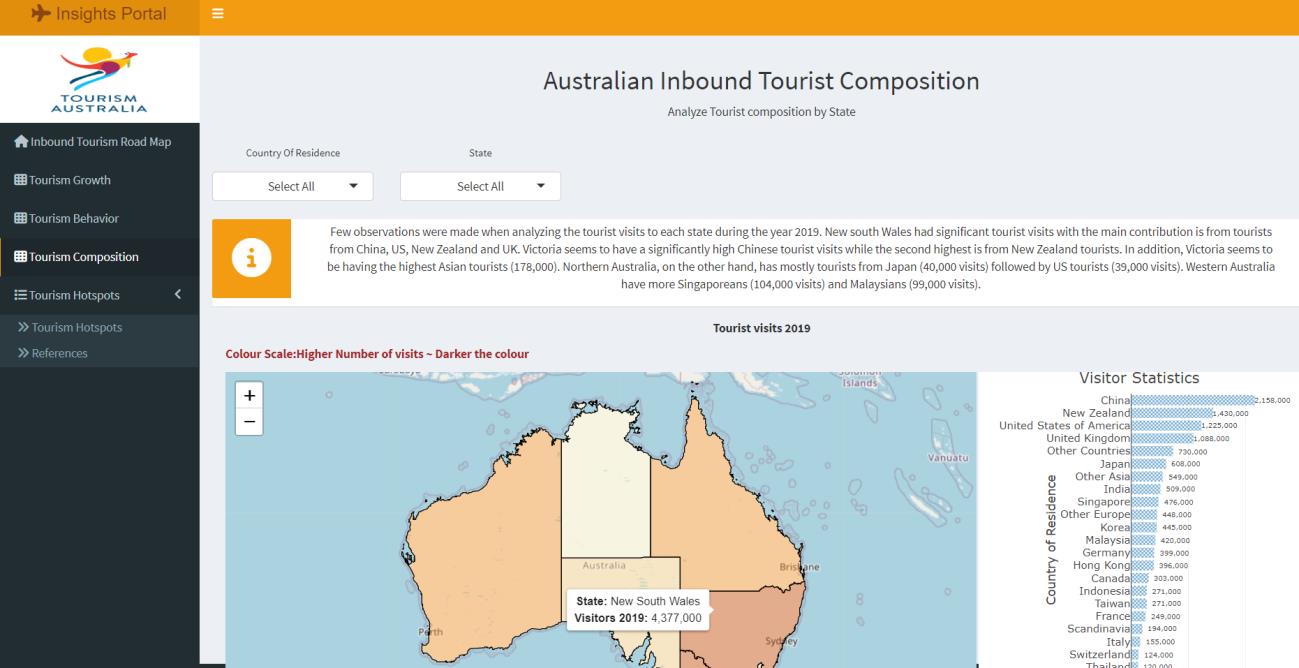 Insights Portal
TOURISM
AUSTRALIA
Inbound Tourism Road Map
Tourism Growth
Tourism Behavior
Tourism Composition
Tourism Hotspots
Tourism Hotspots
References
Australian Inbound Tourist Composition
Analyze Tourist composition by State
Country Of Residence
State
Select All
Select All
Few observations were made when analyzing the tourist visits to each state during the year 2019. New south Wales had significant tourist visits with the main contribution is from tourists
from China, US, New Zealand and UK. Victoria seems to have a significantly high Chinese tourist visits while the second highest is from New Zealand tourists. In addition, Victoria seems to
be having the highest Asian tourists (178,000). Northern Australia, on the other hand, has mostly tourists from Japan (40,000 visits) followed by US tourists (39,000 visits). Western Australia
have more Singaporeans (104,000 visits) and Malaysians (99,000 visits).
Tourist visits 2019
Colour Scale:Higher Number of visits ~ Darker the colour
+
−
Solomon
Islands
Vanuatu
Australia
Brisbane
State: New South Wales
Visitors 2019: 4,377,000
Perth
Sydney
Visitor Statistics
Country of Residence
China 2,158,000
New Zealand 1,430,000
United States of America 1,225,000
United Kingdom 1,088,000
Other Countries 730,000
Japan 608,000
Other Asia 549,000
India 509,000
Singapore 476,000
Other Europe 448,000
Korea 445,000
Malaysia 420,000
Germany 399,000
Hong Kong 396,000
Canada 303,000
Indonesia 271,000
Taiwan 271,000
France 249,000
Scandinavia 194,000
Italy 155,000
Switzerland 124,000
Thailand 120,000